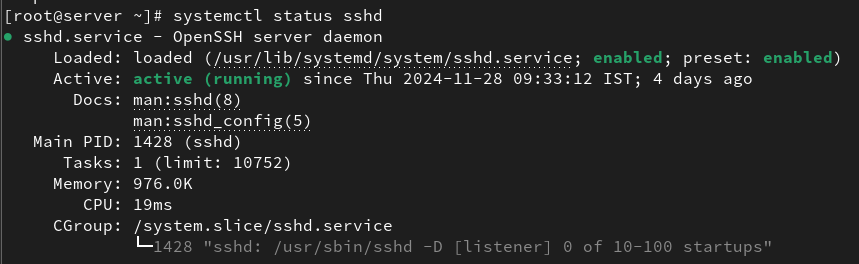 [root@server ~]# systemctl status sshd
● sshd.service - OpenSSH server daemon
     Loaded: loaded (/usr/lib/systemd/system/sshd.service; enabled; preset: enabled)
     Active: active (running) since Thu 2024-11-28 09:33:12 IST; 4 days ago
       Docs: man:sshd(8)
             man:sshd_config(5)
   Main PID: 1428 (sshd)
      Tasks: 1 (limit: 10752)
     Memory: 976.0K
        CPU: 19ms
     CGroup: /system.slice/sshd.service
             └─1428 "sshd: /usr/sbin/sshd -D [listener] 0 of 10-100 startups"